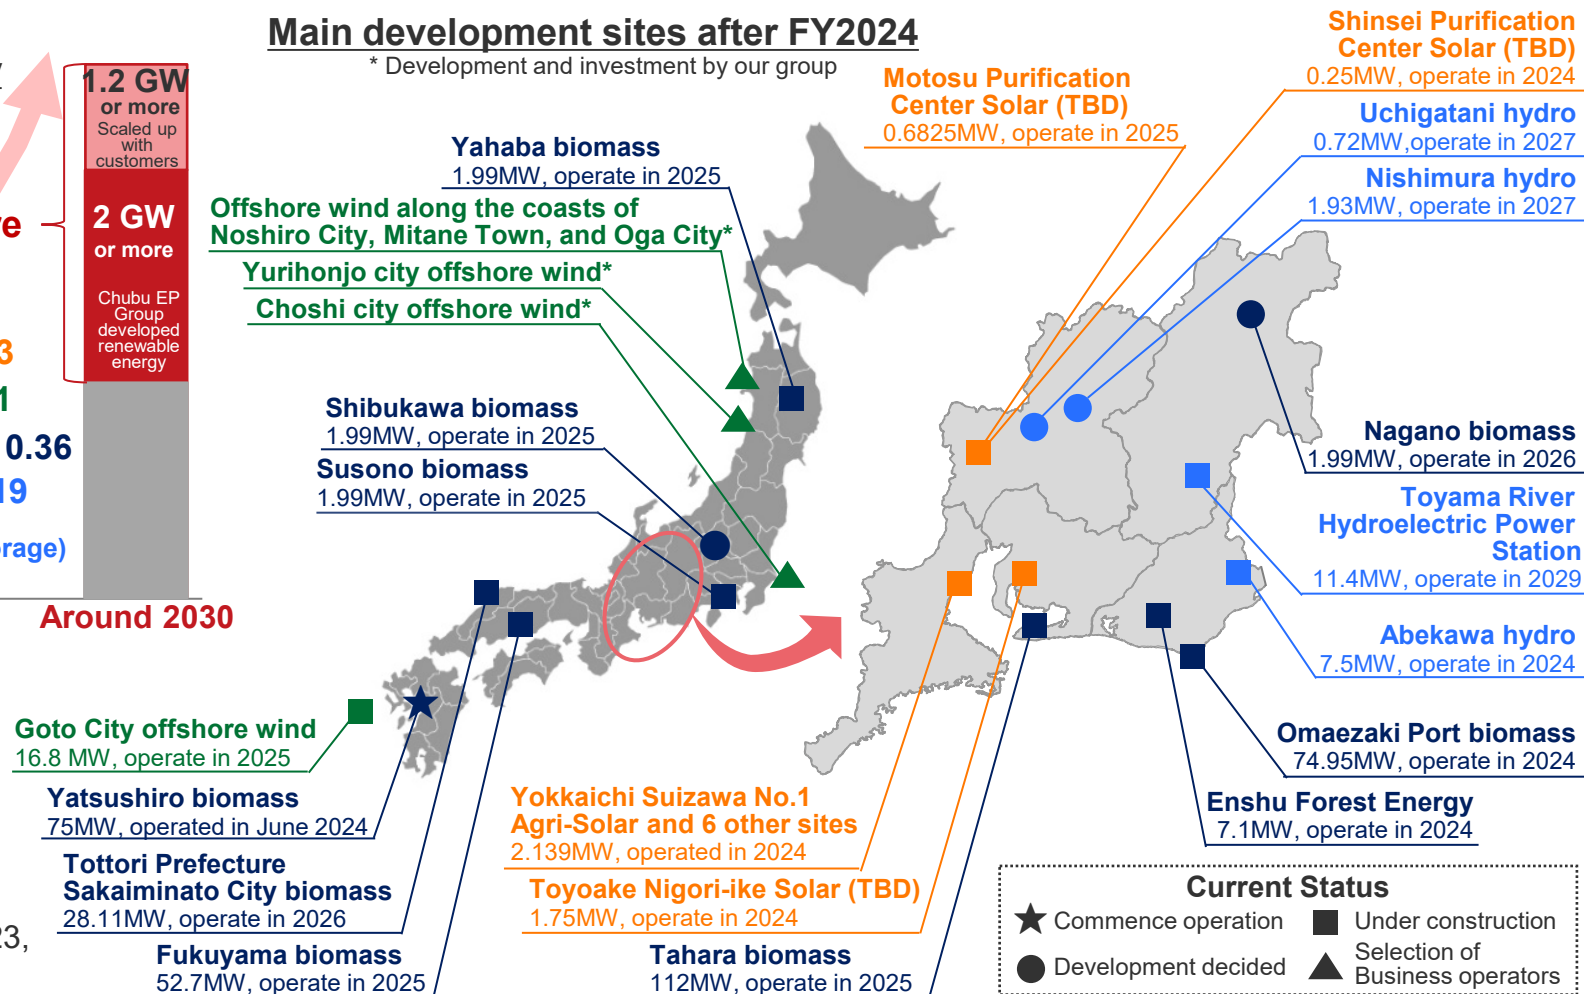 Main development sites after FY2024
* Development and investment by our group
1.2 GW
or more
Scaled up
with
customers
2 GW
or more
Chubu EP
Group
developed
renewable
energy
Around 2030
0.36
Yahaba biomass
1.99MW, operate in 2025
Offshore wind along the coasts of
Noshiro City, Mitane Town, and Oga City*
Yurihonjo city offshore wind*
Choshi city offshore wind*
Shibukawa biomass
1.99MW, operate in 2025
Susono biomass
1.99MW, operate in 2025
Goto City offshore wind
16.8 MW, operate in 2025
Yatsushiro biomass
75MW, operated in June 2024
Tottori Prefecture
Sakaiminato City biomass
28.11MW, operate in 2026
Fukuyama biomass
52.7MW, operate in 2025
Motosu Purification
Center Solar (TBD)
0.6825MW, operate in 2025
Shinsei Purification
Center Solar (TBD)
0.25MW, operate in 2024
Uchigatani hydro
0.72MW,operate in 2027
Nishimura hydro
1.93MW, operate in 2027
Nagano biomass
1.99MW, operate in 2026
Toyama River
Hydroelectric Power
Station
11.4MW, operate in 2029
Abekawa hydro
7.5MW, operate in 2024
Omaezaki Port biomass
74.95MW, operate in 2024
Enshu Forest Energy
7.1MW, operate in 2024
Yokkaichi Suizawa No.1
Agri-Solar and 6 other sites
2.139MW, operated in 2024
Toyoake Nigori-ike Solar (TBD)
1.75MW, operate in 2024
Tahara biomass
112MW, operate in 2025
Current Status
Commence operation
Under construction
Development decided
Selection of
Business operators